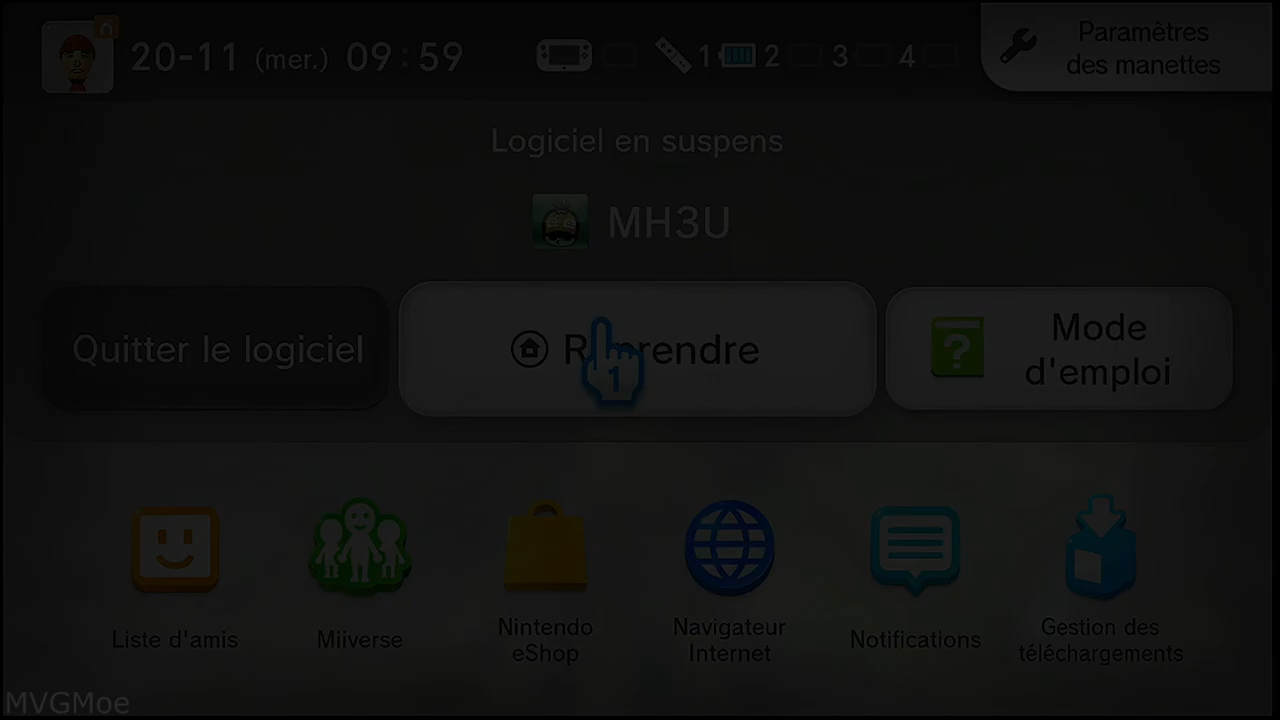 20-11 (mer.) 09:59 1 2 3 4
Paramètres
des manettes
Logiciel en suspens
MH3U
Quitter le logiciel
Reprendre
1
Mode
d'emploi
Liste d'amis
Miiverse
Nintendo
eShop
Navigateur
Internet
Notifications
Gestion des
téléchargements
MVGMoe